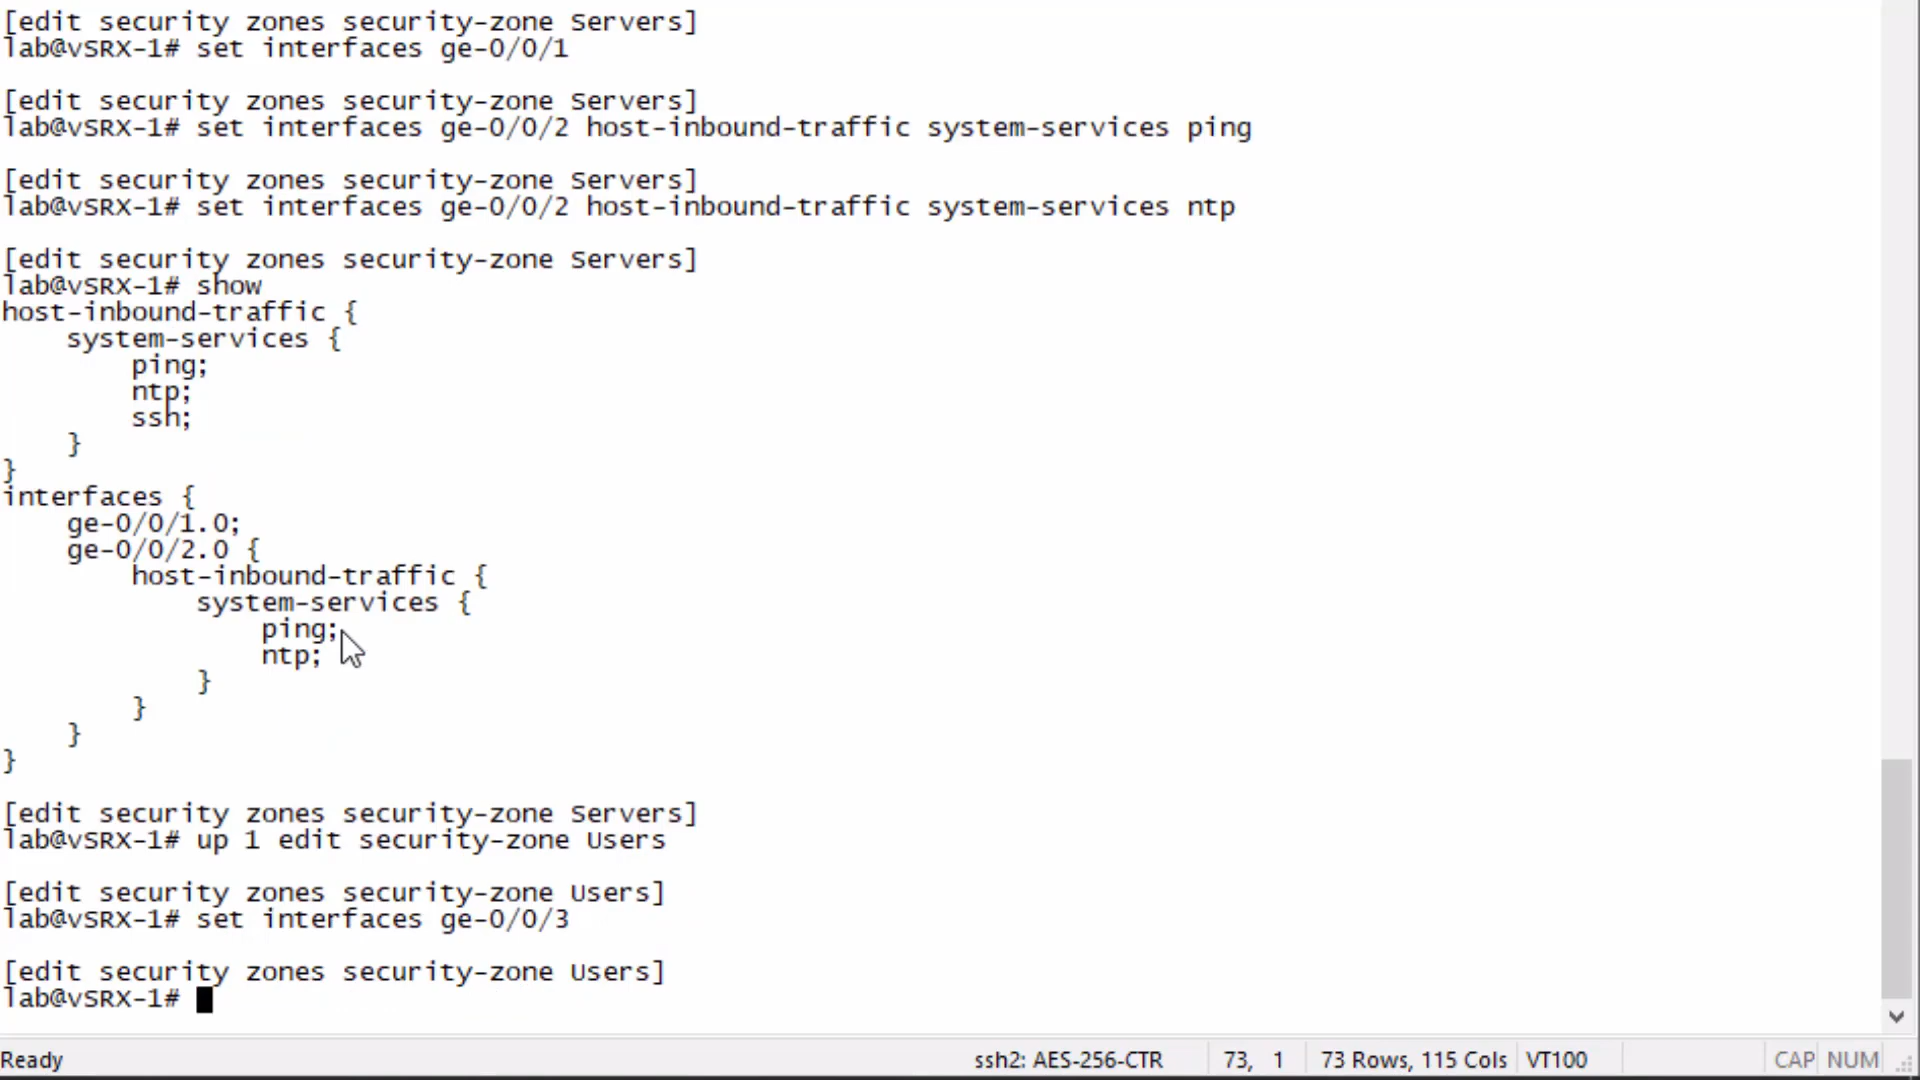 [edit security zones security-zone Servers]
lab@vSRX-1# set interfaces ge-0/0/1
[edit security zones security-zone Servers]
lab@vSRX-1# set interfaces ge-0/0/2 host-inbound-traffic system-services ping
[edit security zones security-zone Servers]
lab@vSRX-1# set interfaces ge-0/0/2 host-inbound-traffic system-services ntp
[edit security zones security-zone Servers]
lab@vSRX-1# show
host-inbound-traffic {
    system-services {
        ping;
        ntp;
        ssh;
    }
}
interfaces {
    ge-0/0/1.0;
    ge-0/0/2.0 {
        host-inbound-traffic {
            system-services {
                ping;
                ntp;
            }
        }
    }
}
[edit security zones security-zone Servers]
lab@vSRX-1# up 1 edit security-zone Users
[edit security zones security-zone Users]
lab@vSRX-1# set interfaces ge-0/0/3
[edit security zones security-zone Users]
lab@vSRX-1#
Ready ssh2: AES-256-CTR 73, 1 73 Rows, 115 Cols VT100 CAP NUM